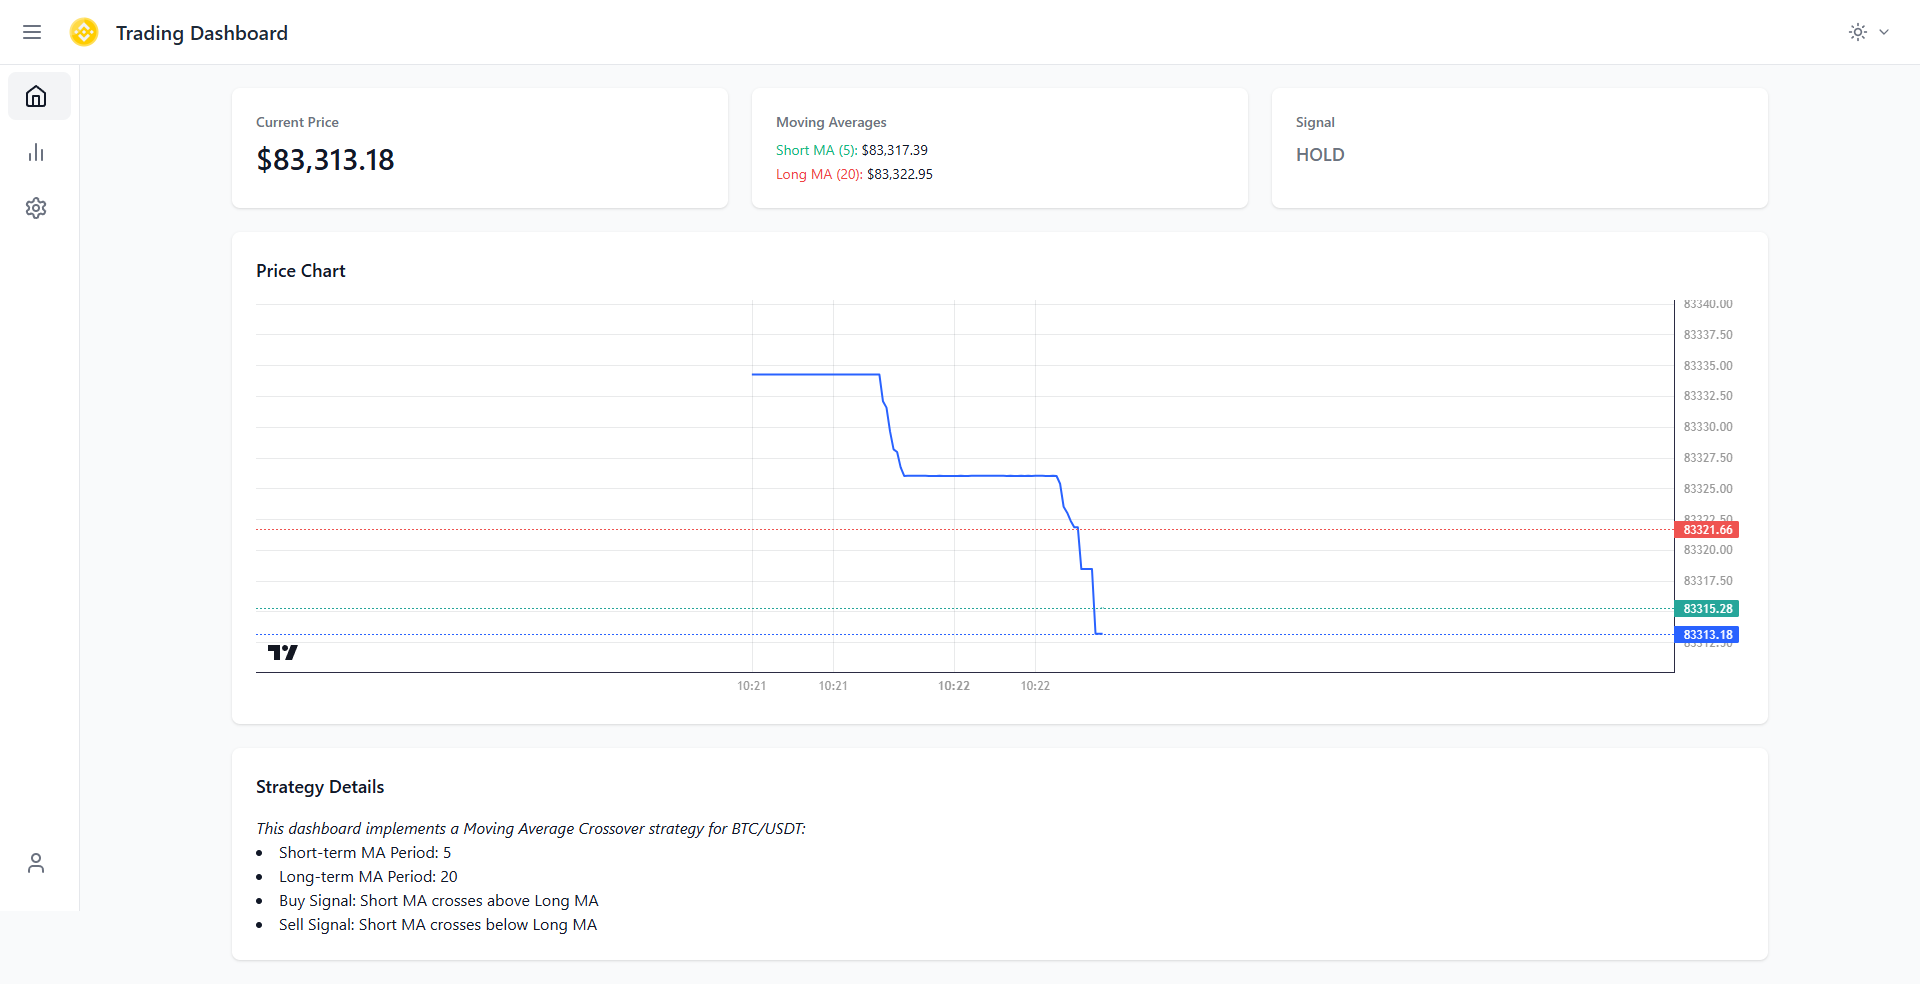 Trading Dashboard
Current Price
$83,313.18
Moving Averages
Short MA (5): $83,317.39
Long MA (20): $83,322.95
Signal
HOLD
Price Chart
83340.00
83337.50
83335.00
83332.50
83330.00
83327.50
83325.00
83322.50
83321.66
83320.00
83317.50
83315.28
83313.18
83312.50
10:21 10:21 10:22 10:22
Strategy Details
This dashboard implements a Moving Average Crossover strategy for BTC/USDT:
• Short-term MA Period: 5
• Long-term MA Period: 20
• Buy Signal: Short MA crosses above Long MA
• Sell Signal: Short MA crosses below Long MA